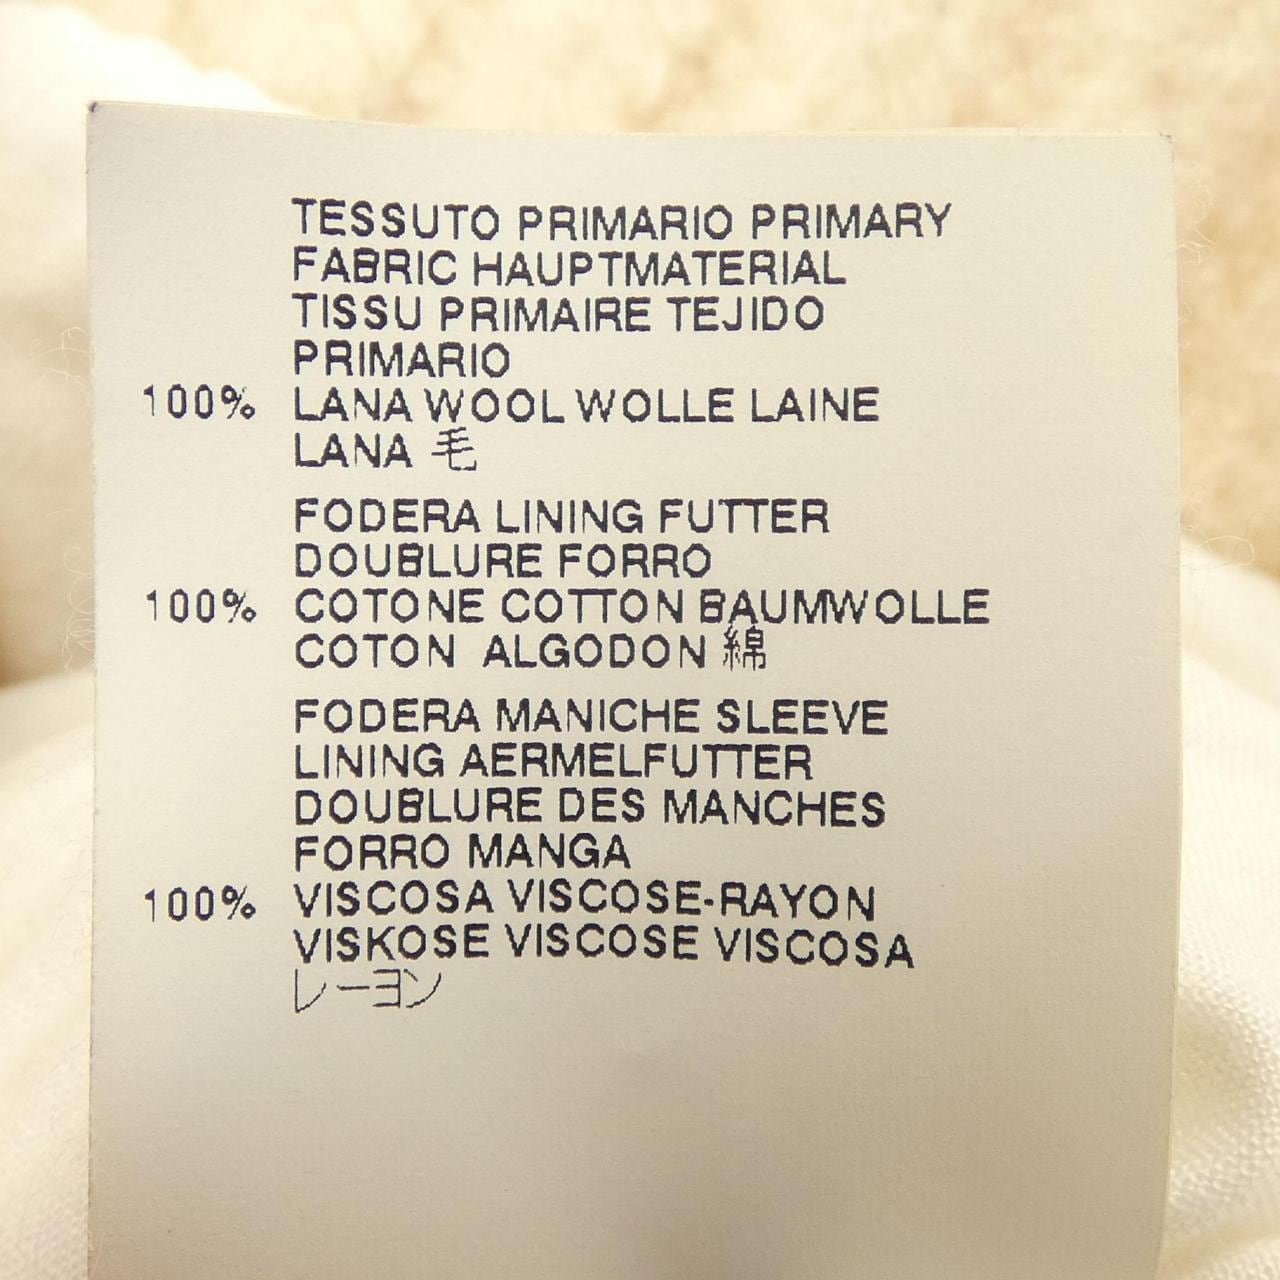 TESSUTO PRIMARIO PRIMARY
FABRIC HAUPTMATERIAL
TISSU PRIMAIRE TEJIDO
PRIMARIO
100% LANA WOOL WOLLE LAINE
LANA 毛
FODERA LINING FUTTER
DOUBLURE FORRO
100% COTONE COTTON BAUMWOLLE
COTON ALGODON 綿
FODERA MANICHE SLEEVE
LINING AERMELFUTTER
DOUBLURE DES MANCHES
FORRO MANGA
100% VISCOSA VISCOSE-RAYON
VISKOSE VISCOSE VISCOSA
レーヨン